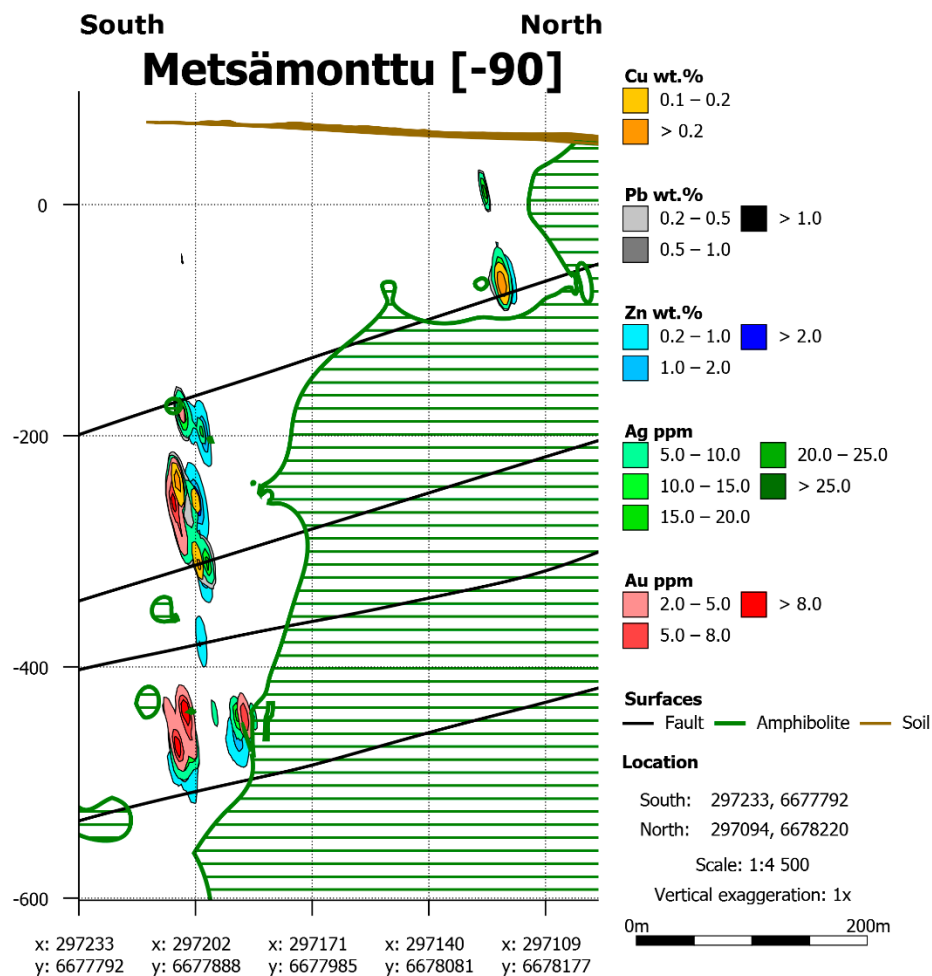 South North
Metsämonttu [-90]
0
-200
-400
-600
x: 297233 x: 297202 x: 297171 x: 297140 x: 297109
y: 6677792 y: 6677888 y: 6677985 y: 6678081 y: 6678177
Cu wt.%
0.1 – 0.2
> 0.2
Pb wt.%
0.2 – 0.5 > 1.0
0.5 – 1.0
Zn wt.%
0.2 – 1.0 > 2.0
1.0 – 2.0
Ag ppm
5.0 – 10.0 20.0 – 25.0
10.0 – 15.0 > 25.0
15.0 – 20.0
Au ppm
2.0 – 5.0 > 8.0
5.0 – 8.0
Surfaces
Fault Amphibolite Soil
Location
South: 297233, 6677792
North: 297094, 6678220
Scale: 1:4 500
Vertical exaggeration: 1x
0m 200m